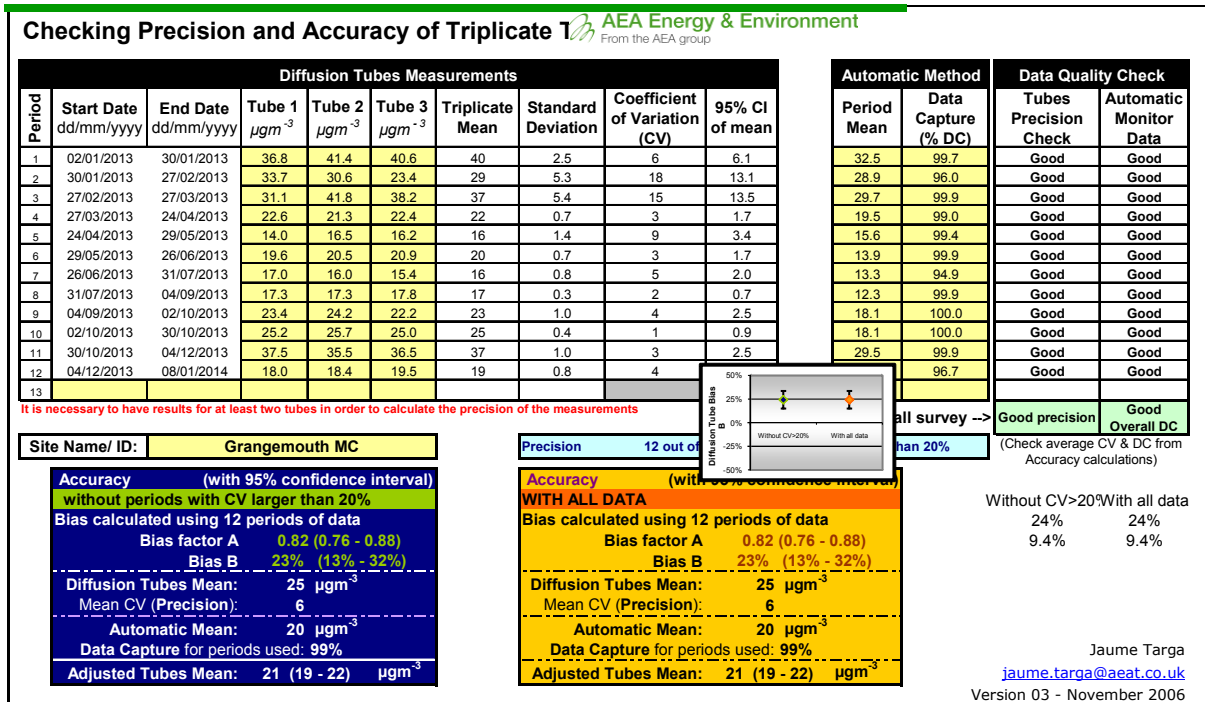 Checking Precision and Accuracy of Triplicate T
AEA Energy & Environment
From the AEA group
Diffusion Tubes Measurements
Automatic Method
Data Quality Check
Period Start Date dd/mm/yyyy End Date dd/mm/yyyy Tube 1 µgm-3 Tube 2 µgm-3 Tube 3 µgm-3 Triplicate Mean Standard Deviation Coefficient of Variation (CV) 95% CI of mean Period Mean Data Capture (% DC) Tubes Precision Check Automatic Monitor Data
1 02/01/2013 30/01/2013 36.8 41.4 40.6 40 2.5 6 6.1 32.5 99.7 Good Good
2 30/01/2013 27/02/2013 33.7 30.6 23.4 29 5.3 18 13.1 28.9 96.0 Good Good
3 27/02/2013 27/03/2013 31.1 41.8 38.2 37 5.4 15 13.5 29.7 99.9 Good Good
4 27/03/2013 24/04/2013 22.6 21.3 22.4 22 0.7 3 1.7 19.5 99.0 Good Good
5 24/04/2013 29/05/2013 14.0 16.5 16.2 16 1.4 9 3.4 15.6 99.4 Good Good
6 29/05/2013 26/06/2013 19.6 20.5 20.9 20 0.7 3 1.7 13.9 99.9 Good Good
7 26/06/2013 31/07/2013 17.0 16.0 15.4 16 0.8 5 2.0 13.3 94.9 Good Good
8 31/07/2013 04/09/2013 17.3 17.3 17.8 17 0.3 2 0.7 12.3 99.9 Good Good
9 04/09/2013 02/10/2013 23.4 24.2 22.2 23 1.0 4 2.5 18.1 100.0 Good Good
10 02/10/2013 30/10/2013 25.2 25.7 25.0 25 0.4 1 0.9 18.1 100.0 Good Good
11 30/10/2013 04/12/2013 37.5 35.5 36.5 37 1.0 3 2.5 29.5 99.9 Good Good
12 04/12/2013 08/01/2014 18.0 18.4 19.5 19 0.8 4 96.7 Good Good
13
It is necessary to have results for at least two tubes in order to calculate the precision of the measurements
all survey --> Good precision Good Overall DC
(Check average CV & DC from Accuracy calculations)
Site Name/ ID: Grangemouth MC
Precision 12 out of han 20%
Diffusion Tube Bias B
50%
25%
0%
-25%
-50%
Without CV>20% With all data
Accuracy (with 95% confidence interval)
without periods with CV larger than 20%
Bias calculated using 12 periods of data
Bias factor A 0.82 (0.76 - 0.88)
Bias B 23% (13% - 32%)
Diffusion Tubes Mean: 25 µgm-3
Mean CV (Precision): 6
Automatic Mean: 20 µgm-3
Data Capture for periods used: 99%
Adjusted Tubes Mean: 21 (19 - 22) µgm-3
Accuracy (with 95% confidence interval)
WITH ALL DATA
Bias calculated using 12 periods of data
Bias factor A 0.82 (0.76 - 0.88)
Bias B 23% (13% - 32%)
Diffusion Tubes Mean: 25 µgm-3
Mean CV (Precision): 6
Automatic Mean: 20 µgm-3
Data Capture for periods used: 99%
Adjusted Tubes Mean: 21 (19 - 22) µgm-3
Without CV>20% With all data
24% 24%
9.4% 9.4%
Jaume Targa
jaume.targa@aeat.co.uk
Version 03 - November 2006